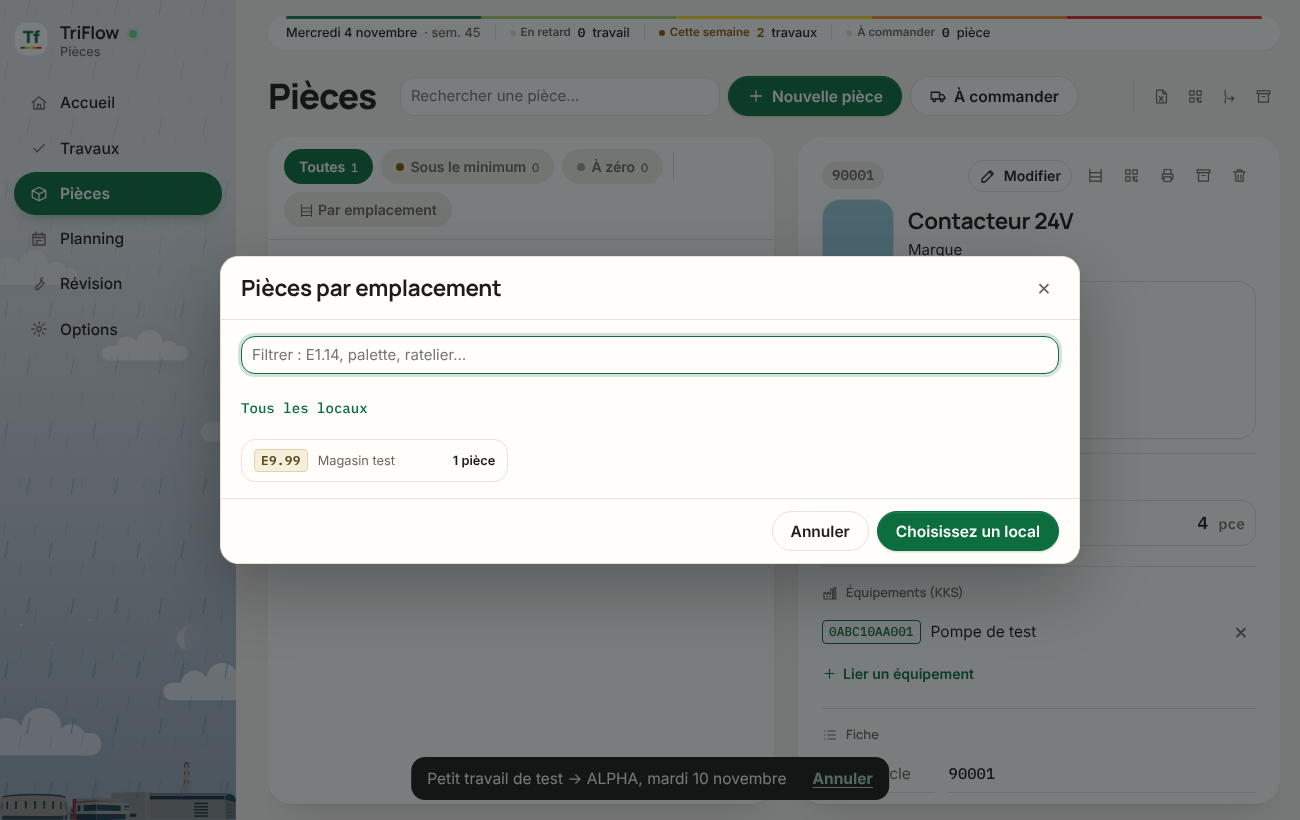 Tf
TriFlow
Pièces
Accueil
Travaux
Pièces
Planning
Révision
Options
Mercredi 4 novembre · sem. 45 En retard 0 travail Cette semaine 2 travaux À commander 0 pièce
Pièces
Rechercher une pièce...
Nouvelle pièce
À commander
Toutes 1
Sous le minimum 0
À zéro 0
Par emplacement
90001
Modifier
Contacteur 24V
Marque
Pièces par emplacement
Filtrer : E1.14, palette, ratelier...
Tous les locaux
E9.99 Magasin test 1 pièce
Annuler
Choisissez un local
4 pce
Équipements (KKS)
0ABC10AA001 Pompe de test
Lier un équipement
Fiche
cle 90001
Petit travail de test → ALPHA, mardi 10 novembre Annuler